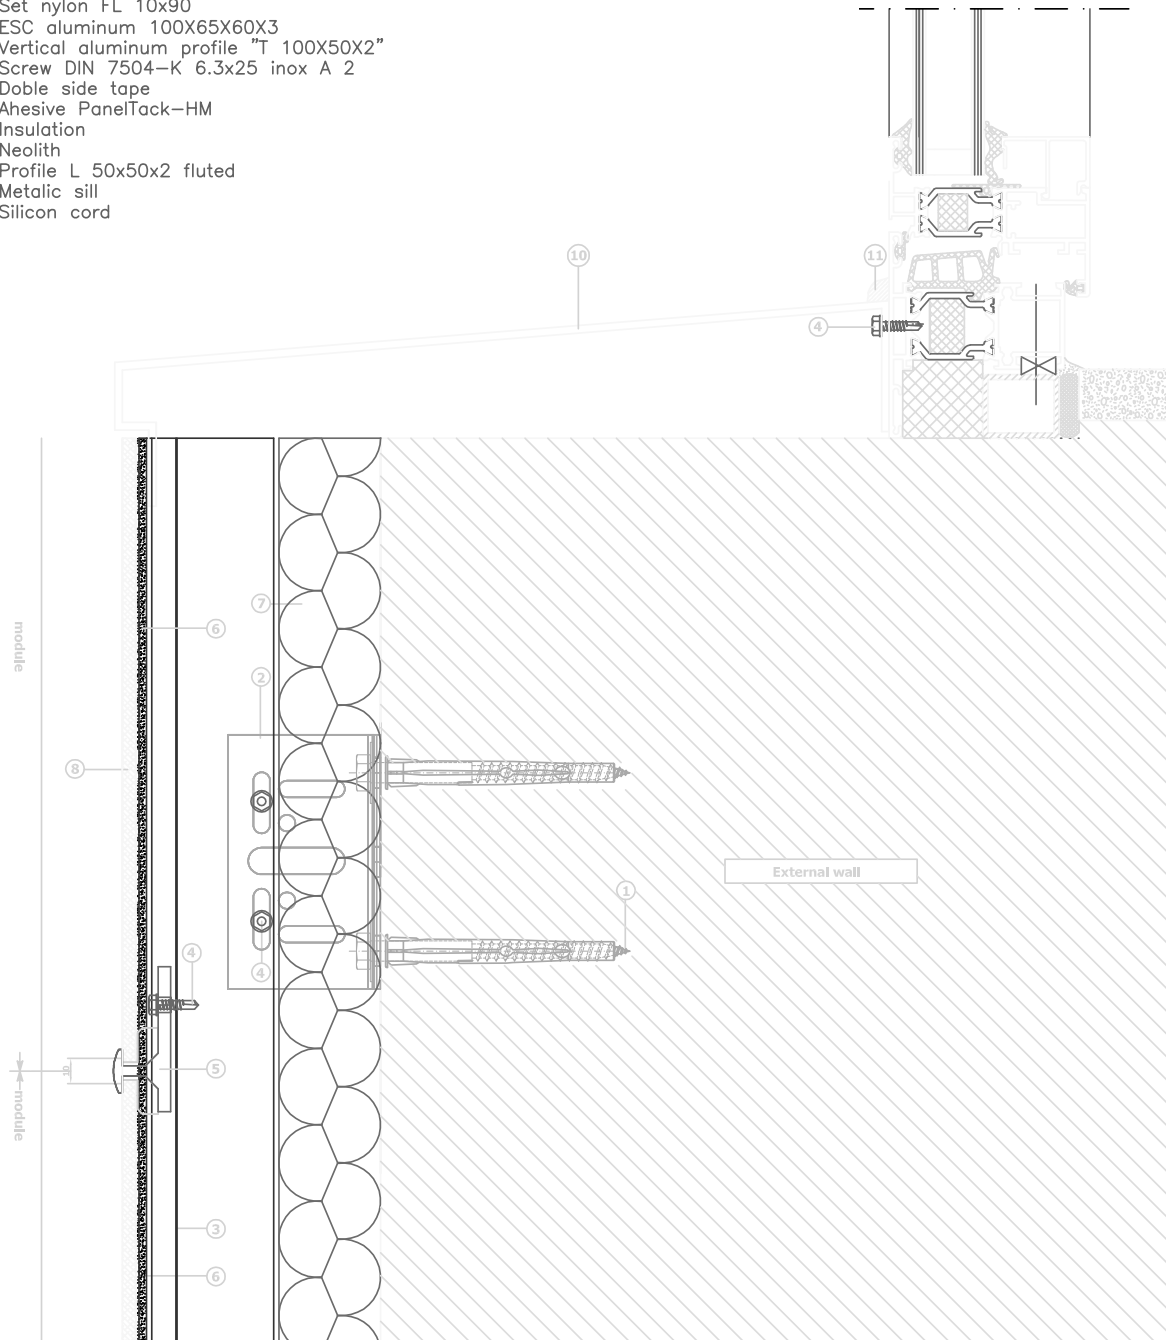 Set nylon FL 10x90
ESC aluminum 100X65X60X3
Vertical aluminum profile "T 100X50X2"
Screw DIN 7504-K 6.3x25 inox A 2
Doble side tape
Ahesive PanelTack-HM
Insulation
Neolith
Profile L 50x50x2 fluted
Metalic sill
Silicon cord
10
11
4
7
6
module
2
8
External wall
1
4
4
5
10
module
3
6